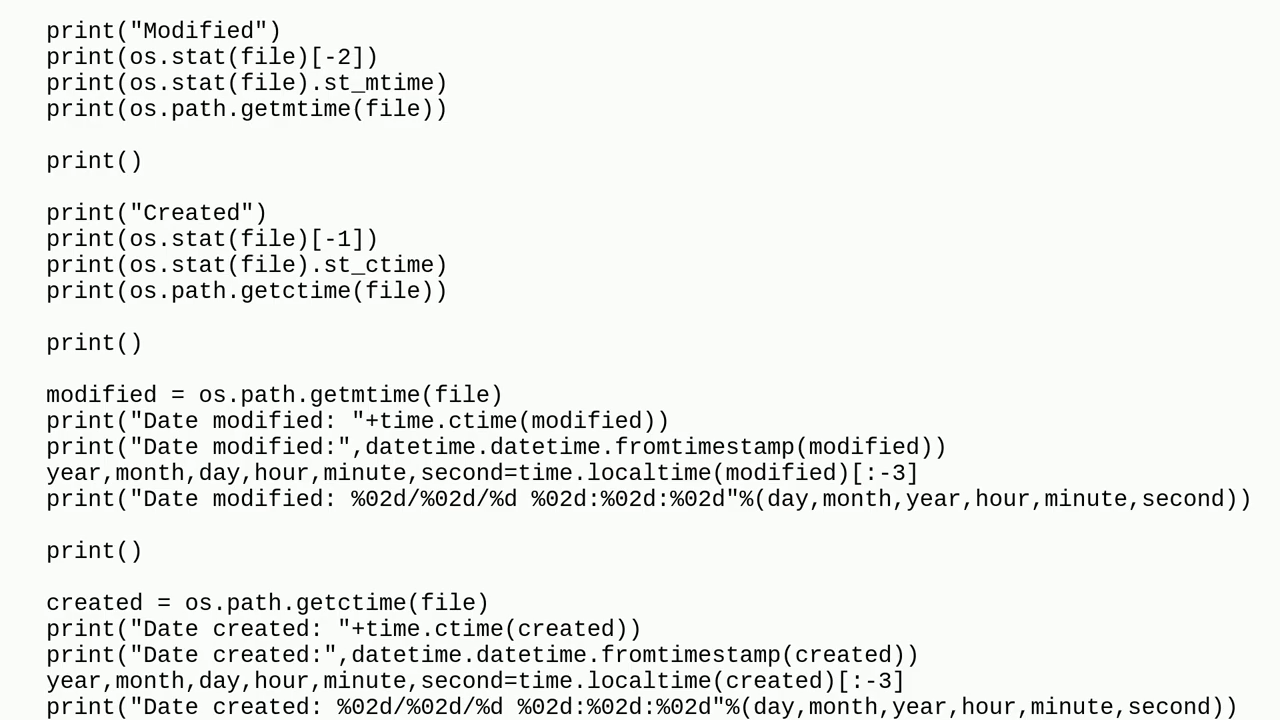 print("Modified")
print(os.stat(file)[-2])
print(os.stat(file).st_mtime)
print(os.path.getmtime(file))
print()
print("Created")
print(os.stat(file)[-1])
print(os.stat(file).st_ctime)
print(os.path.getctime(file))
print()
modified = os.path.getmtime(file)
print("Date modified: "+time.ctime(modified))
print("Date modified:",datetime.datetime.fromtimestamp(modified))
year,month,day,hour,minute,second=time.localtime(modified)[:-3]
print("Date modified: %02d/%02d/%d %02d:%02d:%02d"%(day,month,year,hour,minute,second))
print()
created = os.path.getctime(file)
print("Date created: "+time.ctime(created))
print("Date created:",datetime.datetime.fromtimestamp(created))
year,month,day,hour,minute,second=time.localtime(created)[:-3]
print("Date created: %02d/%02d/%d %02d:%02d:%02d"%(day,month,year,hour,minute,second))